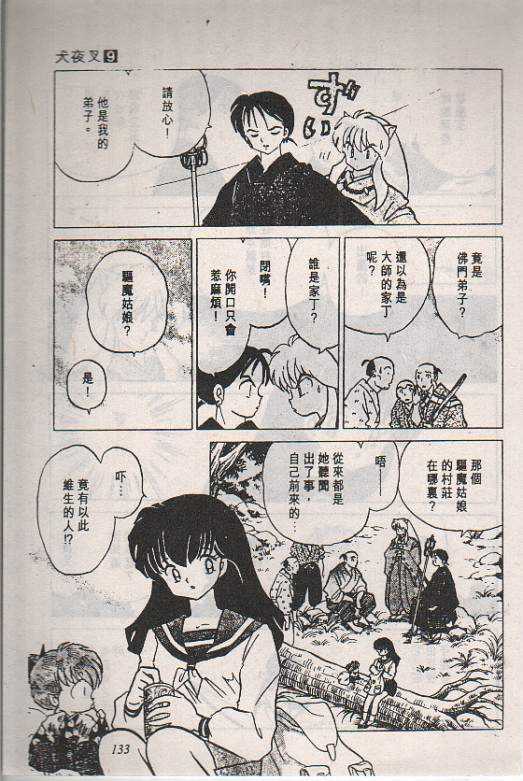 犬夜叉9
ずいっ
請放心！
他是我的
弟子。
竟是
佛門弟子？
還以為是
大師的家丁
呢？
誰是家丁？
閉嘴！
你開口只會
惹麻煩！
驅魔姑娘？
是！
那個
驅魔姑娘
的村莊
在哪裏？
唔——
從來都是
她聽聞
出了事，
自己前來的…
吓…
竟有以此
維生的人！？
133